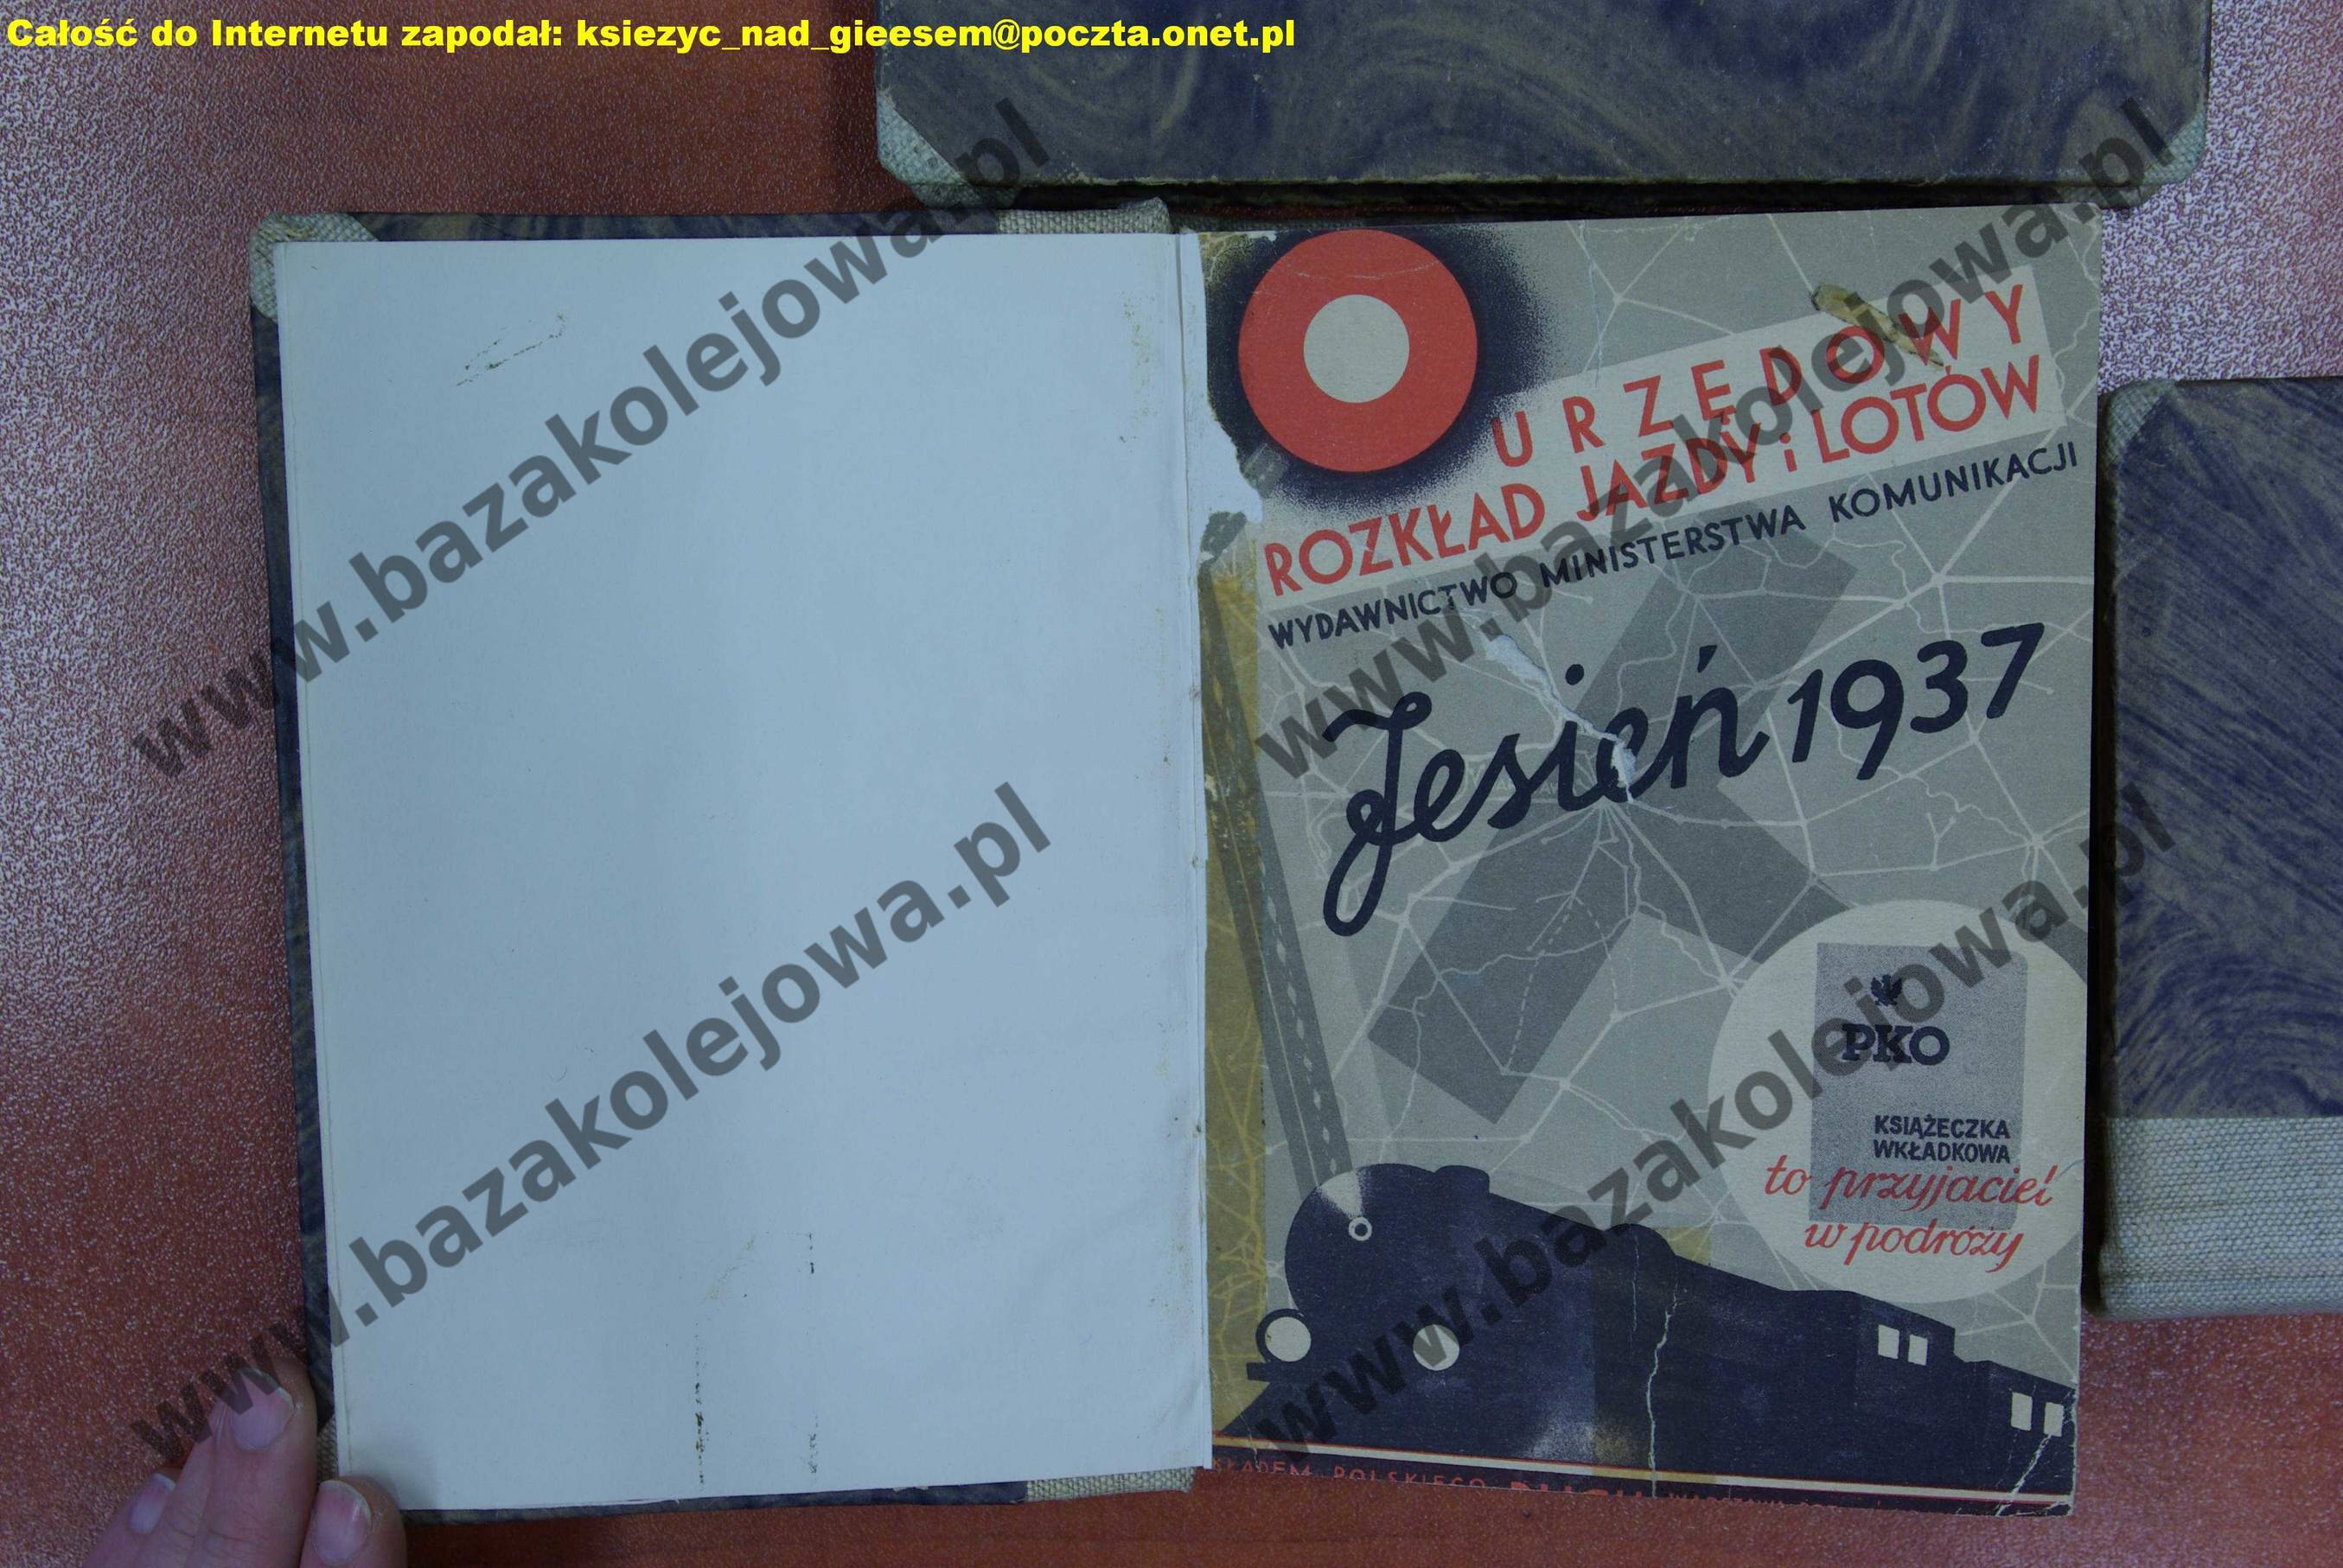 Całość do Internetu zapodał: ksiezyc_nad_gieesem@poczta.onet.pl
www.bazakolejowa.pl
www.bazakolejowa.pl
URZĘDOWY
ROZKŁAD JAZDY i LOTÓW
WYDAWNICTWO MINISTERSTWA KOMUNIKACJI
Jesień 1937
PKO
KSIĄŻECZKA
WKŁADKOWA
to przyjaciel
w podróży
www.bazakolejowa.pl
www.bazakolejowa.pl
POLSKIEGO